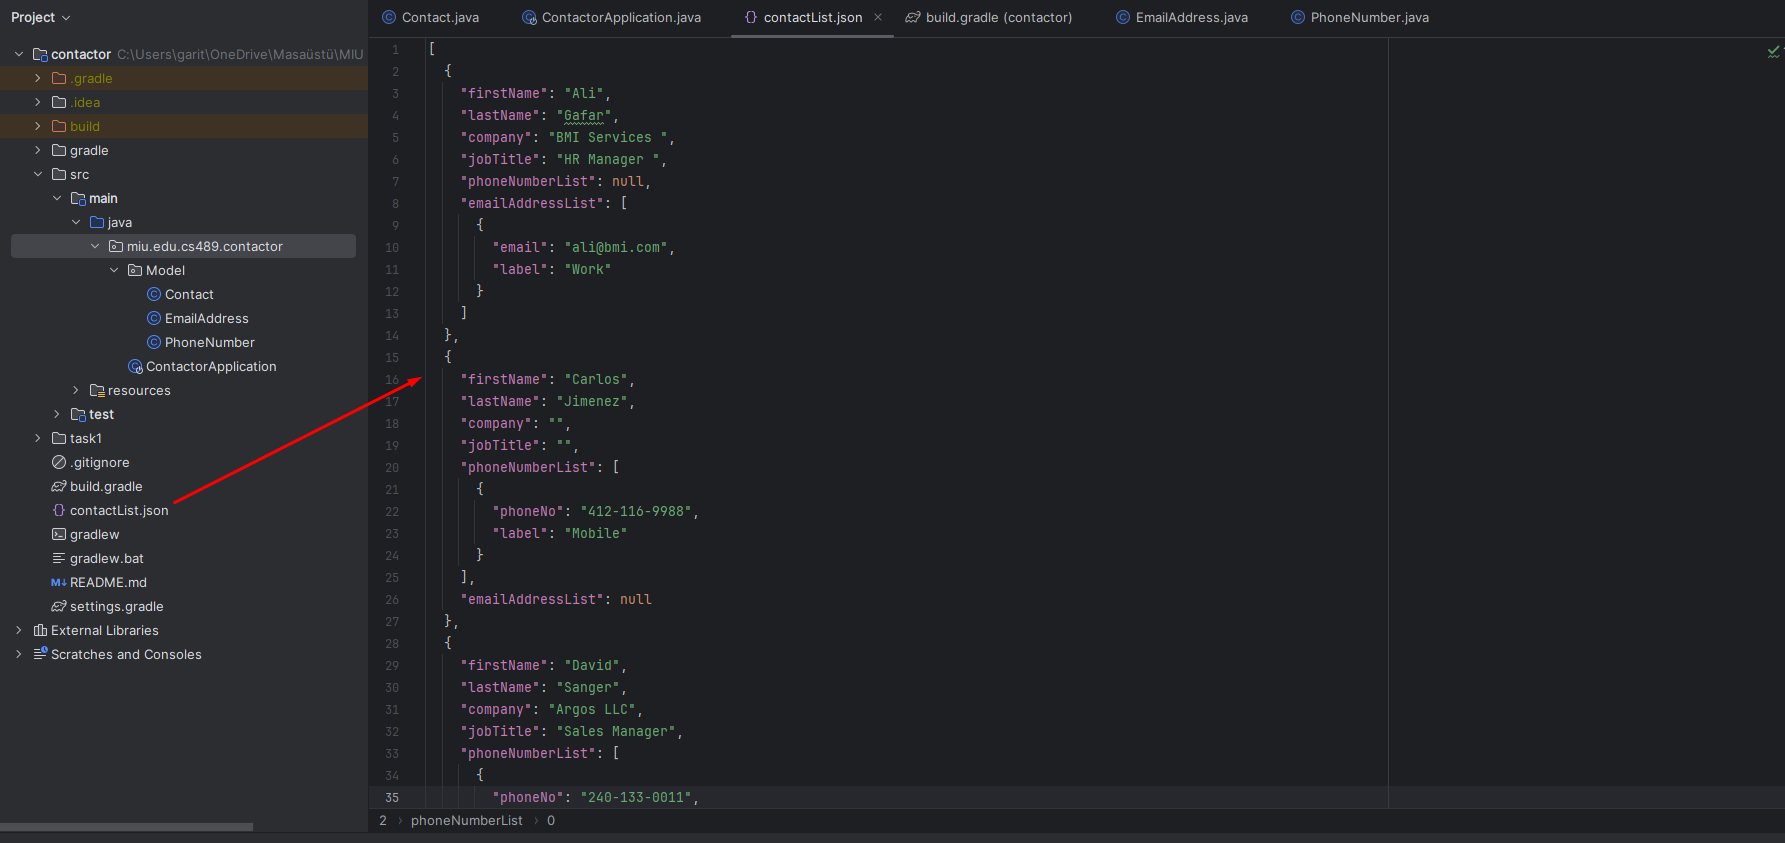 Project
contactor C:\Users\garit\OneDrive\Masaüstü\MIU
.gradle
.idea
build
gradle
src
main
java
miu.edu.cs489.contactor
Model
Contact
EmailAddress
PhoneNumber
ContactorApplication
resources
test
task1
.gitignore
build.gradle
contactList.json
gradlew
gradlew.bat
README.md
settings.gradle
External Libraries
Scratches and Consoles
Contact.java ContactorApplication.java contactList.json build.gradle (contactor) EmailAddress.java PhoneNumber.java
1 [
2 {
3 "firstName": "Ali",
4 "lastName": "Gafar",
5 "company": "BMI Services ",
6 "jobTitle": "HR Manager ",
7 "phoneNumberList": null,
8 "emailAddressList": [
9 {
10 "email": "ali@bmi.com",
11 "label": "Work"
12 }
13 ]
14 },
15 {
16 "firstName": "Carlos",
17 "lastName": "Jimenez",
18 "company": "",
19 "jobTitle": "",
20 "phoneNumberList": [
21 {
22 "phoneNo": "412-116-9988",
23 "label": "Mobile"
24 }
25 ],
26 "emailAddressList": null
27 },
28 {
29 "firstName": "David",
30 "lastName": "Sanger",
31 "company": "Argos LLC",
32 "jobTitle": "Sales Manager",
33 "phoneNumberList": [
34 {
35 "phoneNo": "240-133-0011",
2 › phoneNumberList › 0